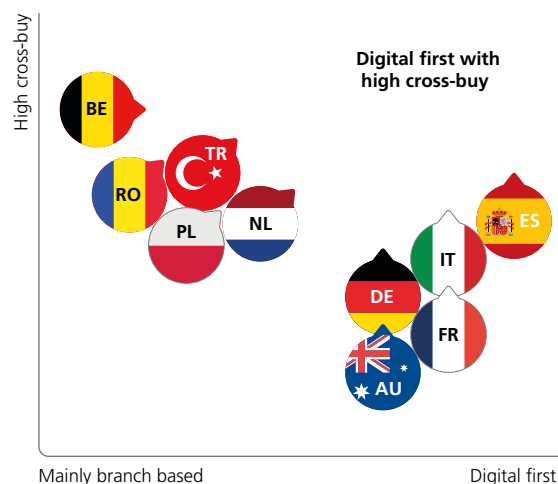 High cross-buy
Digital first with
high cross-buy
BE
TR
RO
PL
NL
ES
IT
DE
FR
AU
Mainly branch based
Digital first